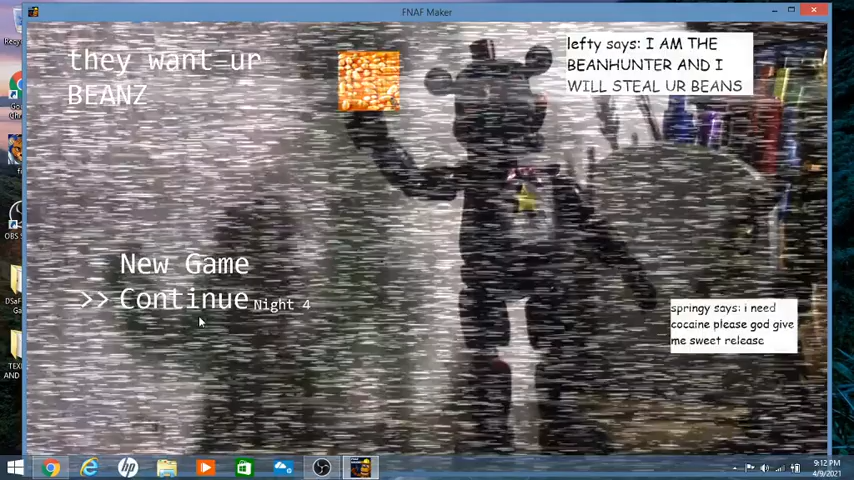 FNAF Maker
they want ur
BEANZ
lefty says: I AM THE
BEANHUNTER AND I
WILL STEAL UR BEANS
New Game
>> Continue Night 4
springy says: i need
cocaine please god give
me sweet release
9:12 PM
4/9/2021
hp